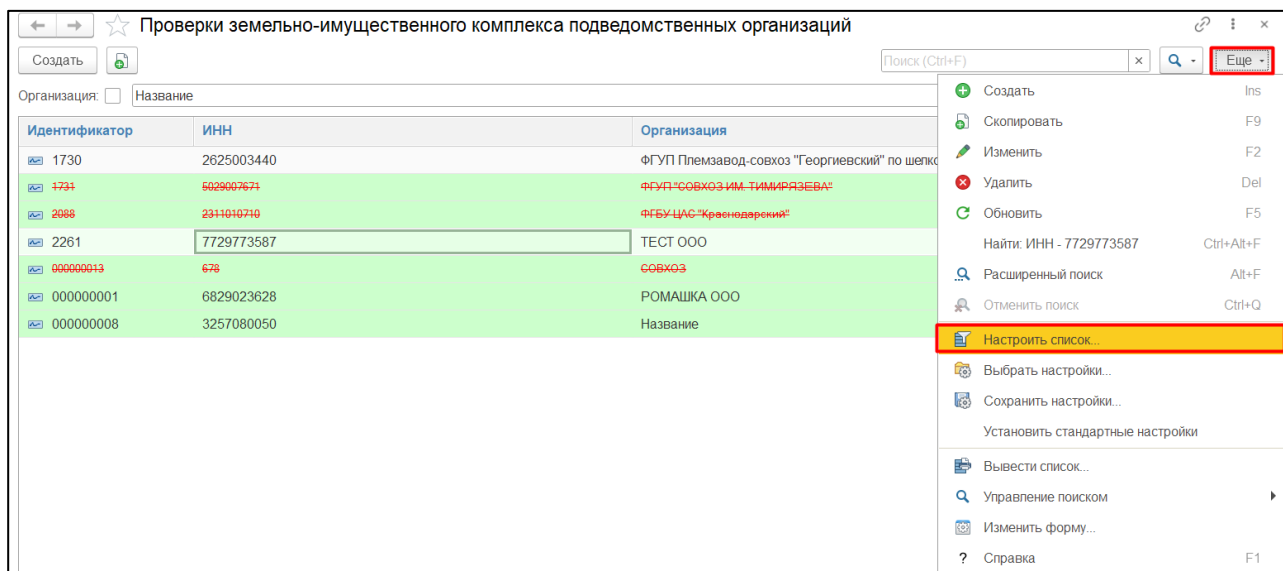 Проверки земельно-имущественного комплекса подведомственных организаций
Создать
Поиск (Ctrl+F)
Еще
Организация:
Название
Идентификатор ИНН Организация
1730 2625003440 ФГУП Племзавод-совхоз "Георгиевский" по шелко
1731 5029007671 ФГУП "СОВХОЗ ИМ. ТИМИРЯЗЕВА"
2088 2311010710 ФГБУ ЦАС "Краснодарский"
2261 7729773587 ТЕСТ ООО
000000013 678 СОВХОЗ
000000001 6829023628 РОМАШКА ООО
000000008 3257080050 Название
Создать Ins
Скопировать F9
Изменить F2
Удалить Del
Обновить F5
Найти: ИНН - 7729773587 Ctrl+Alt+F
Расширенный поиск Alt+F
Отменить поиск Ctrl+Q
Настроить список...
Выбрать настройки...
Сохранить настройки...
Установить стандартные настройки
Вывести список...
Управление поиском
Изменить форму...
Справка F1